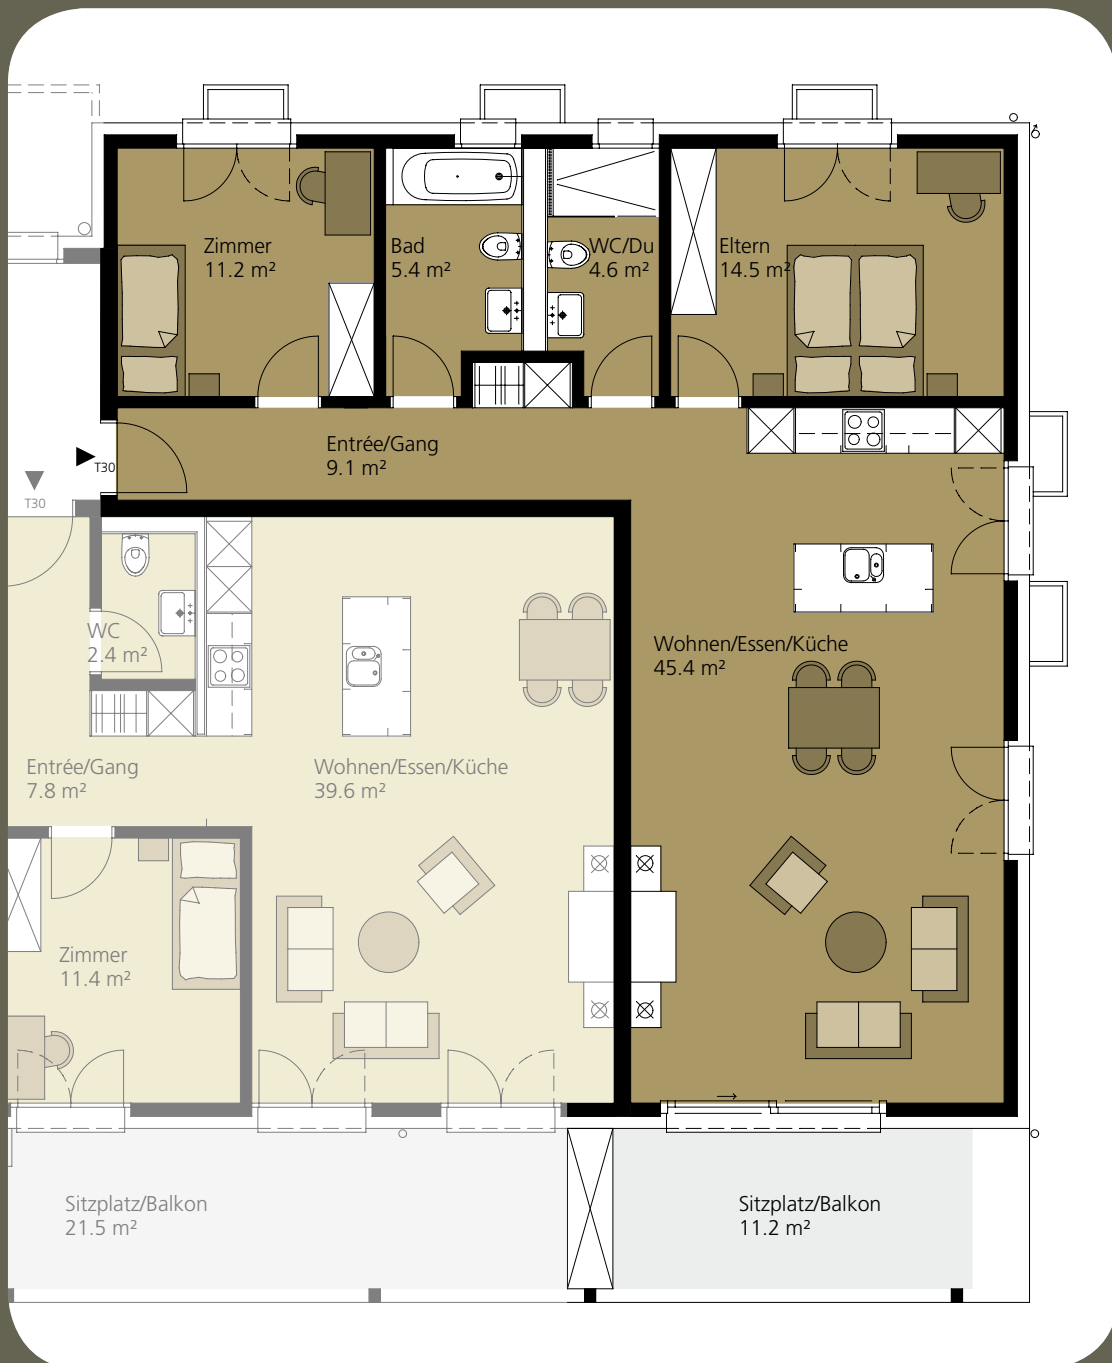 Zimmer
11.2 m²
Bad
5.4 m²
WC/Du
4.6 m²
Eltern
14.5 m²
Entrée/Gang
9.1 m²
T30
T30
WC
2.4 m²
Wohnen/Essen/Küche
45.4 m²
Entrée/Gang
7.8 m²
Wohnen/Essen/Küche
39.6 m²
Zimmer
11.4 m²
Sitzplatz/Balkon
21.5 m²
Sitzplatz/Balkon
11.2 m²